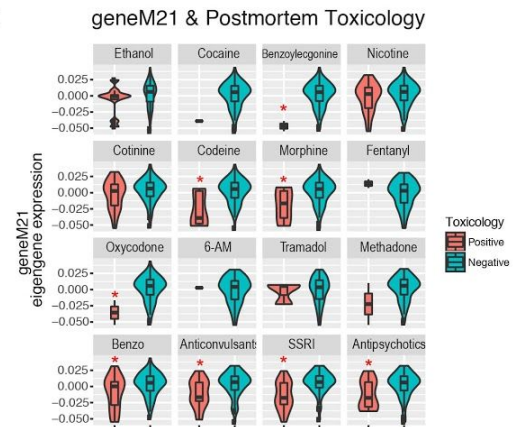 geneM21 & Postmortem Toxicology
Ethanol Cocaine Benzoylecgonine Nicotine
0.025
0.000
-0.025
-0.050
*
Cotinine Codeine Morphine Fentanyl
0.025
0.000
-0.025
-0.050
* *
Oxycodone 6-AM Tramadol Methadone
0.025
0.000
-0.025
-0.050
*
Benzo Anticonvulsants SSRI Antipsychotics
0.025
0.000
-0.025
-0.050
* * * *
geneM21
eigengene expression
Toxicology
Positive
Negative